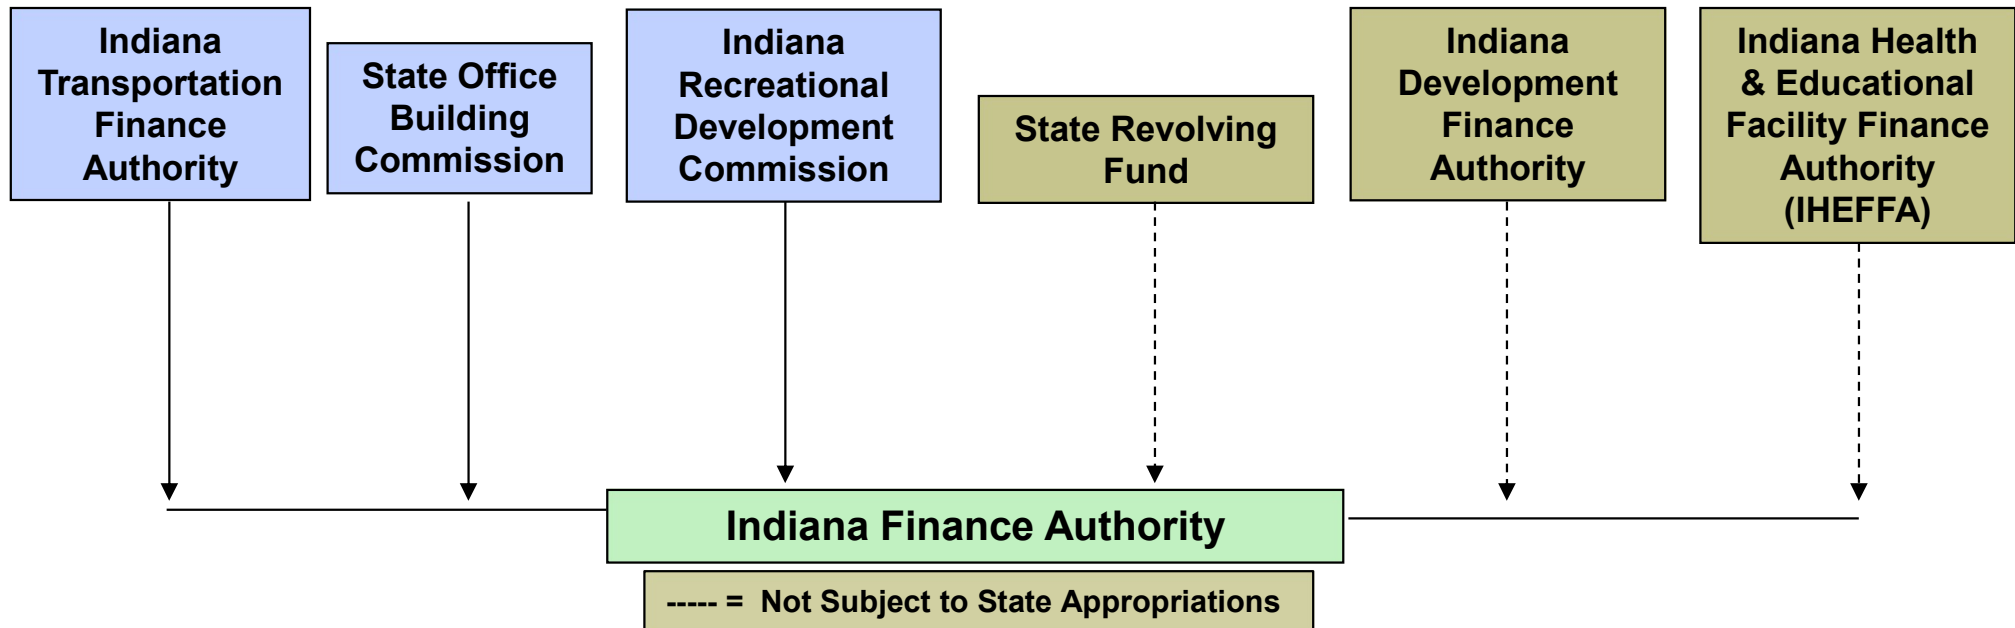 Indiana
Transportation
Finance
Authority
State Office
Building
Commission
Indiana
Recreational
Development
Commission
State Revolving
Fund
Indiana
Development
Finance
Authority
Indiana Health
& Educational
Facility Finance
Authority
(IHEFFA)
Indiana Finance Authority
----- = Not Subject to State Appropriations